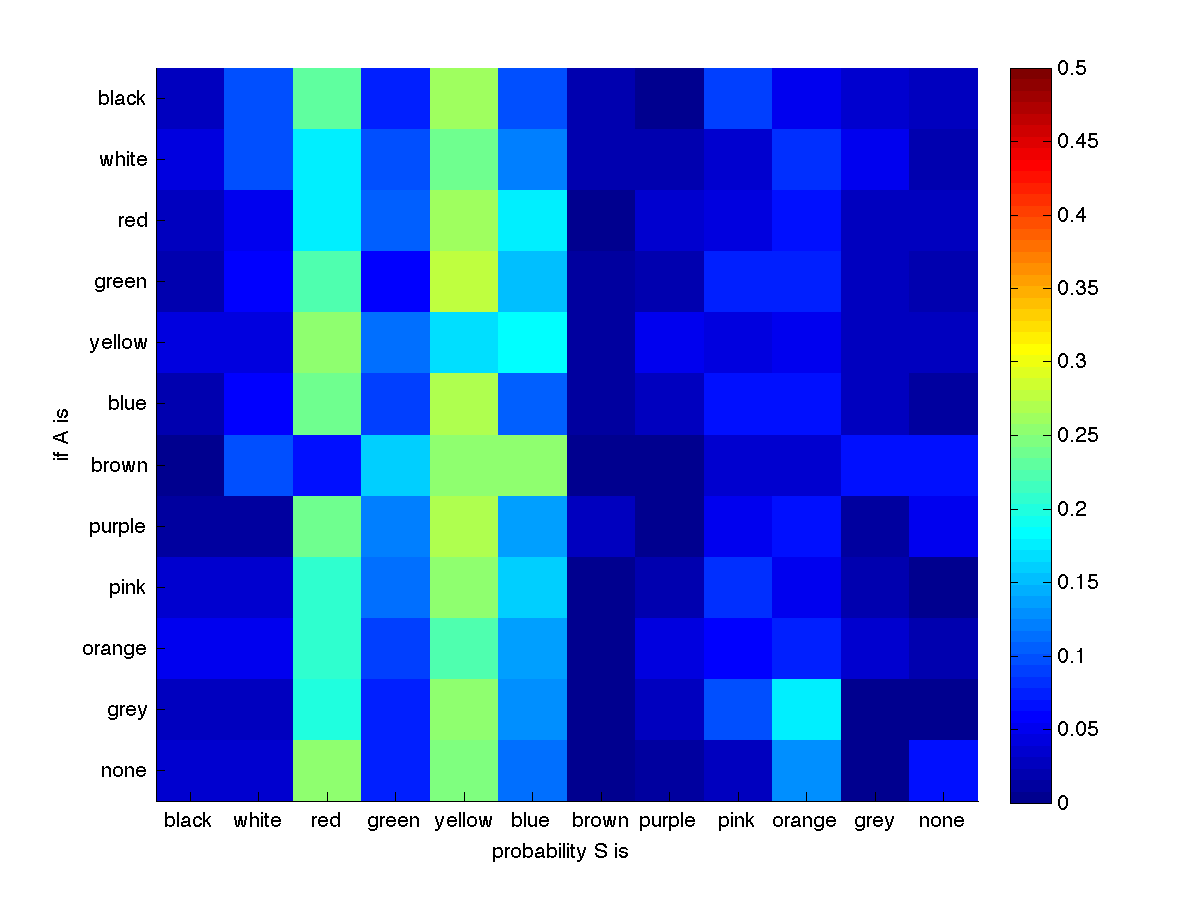 black
white
red
green
yellow
blue
brown
purple
pink
orange
grey
none
if A is
black white red green yellow blue brown purple pink orange grey none
probability S is
0.5
0.45
0.4
0.35
0.3
0.25
0.2
0.15
0.1
0.05
0